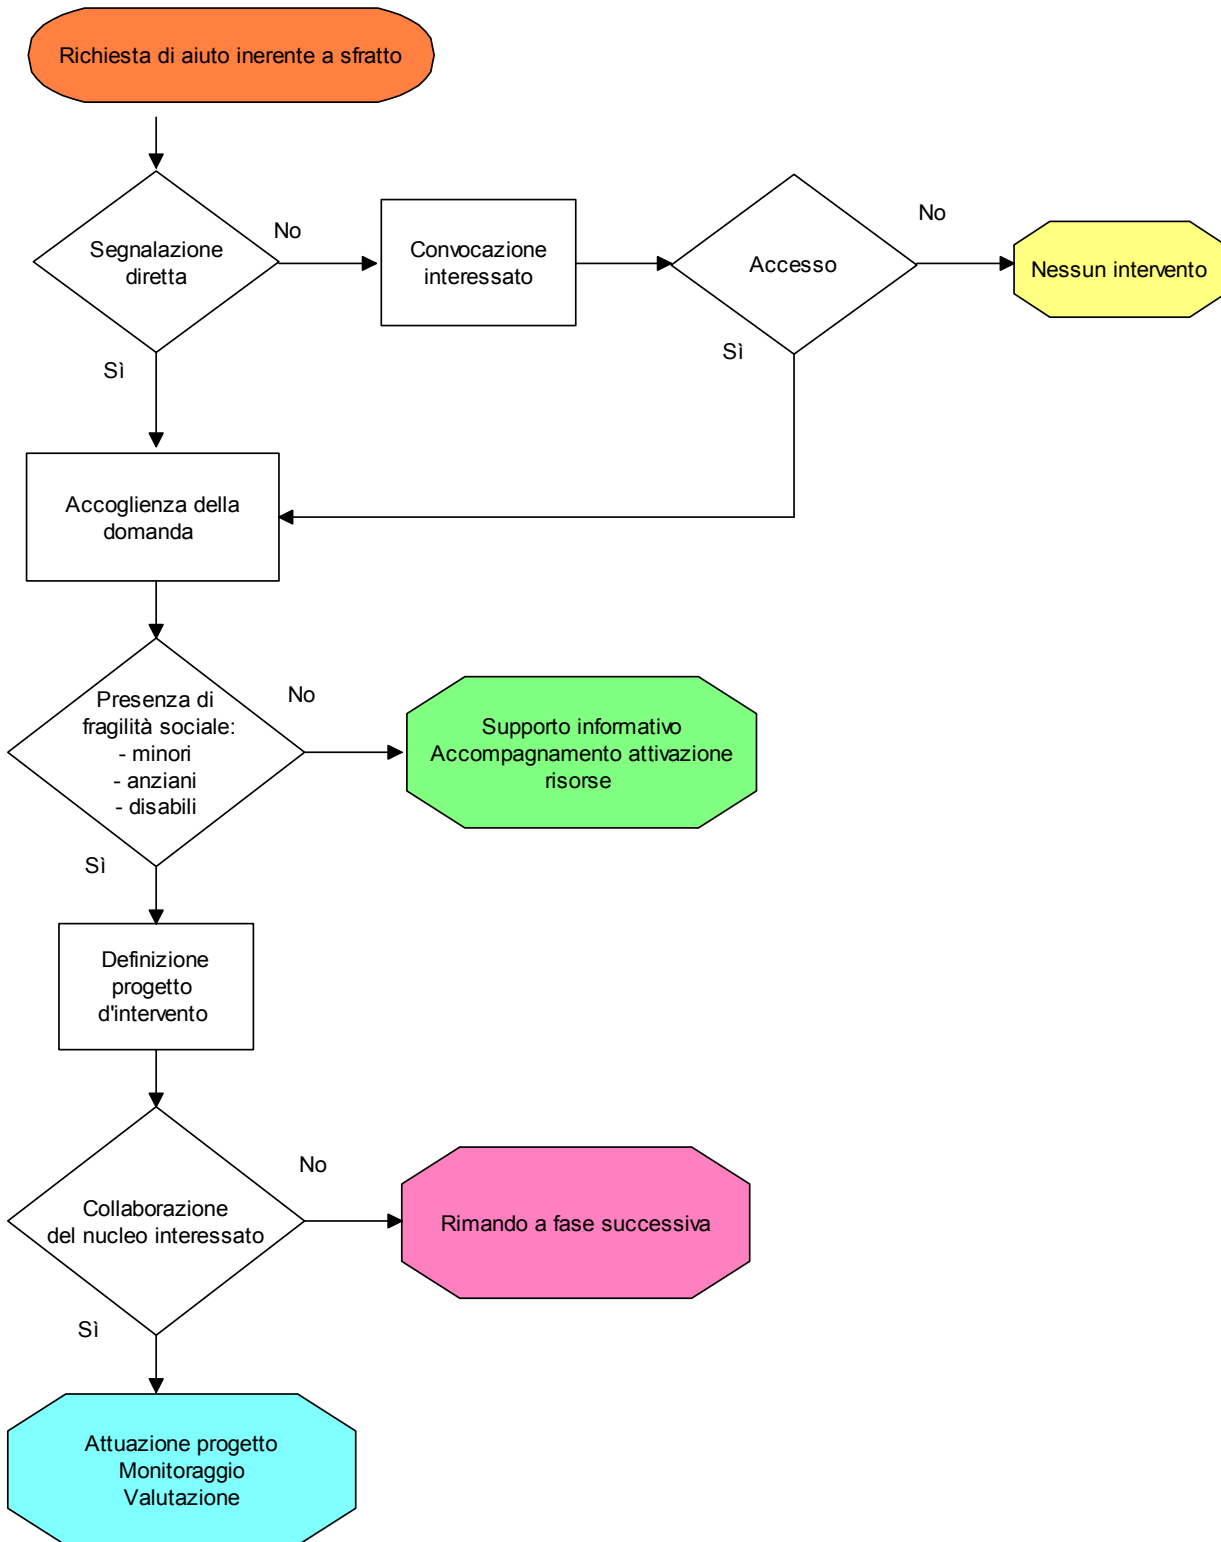 Richiesta di aiuto inerente a sfratto
Segnalazione
diretta
No
Convocazione
interessato
Accesso
No
Nessun intervento
Sì
Sì
Accoglienza della
domanda
Presenza di
fragilità sociale:
- minori
- anziani
- disabili
No
Supporto informativo
Accompagnamento attivazione
risorse
Sì
Definizione
progetto
d'intervento
Collaborazione
del nucleo interessato
No
Rimando a fase successiva
Sì
Attuazione progetto
Monitoraggio
Valutazione